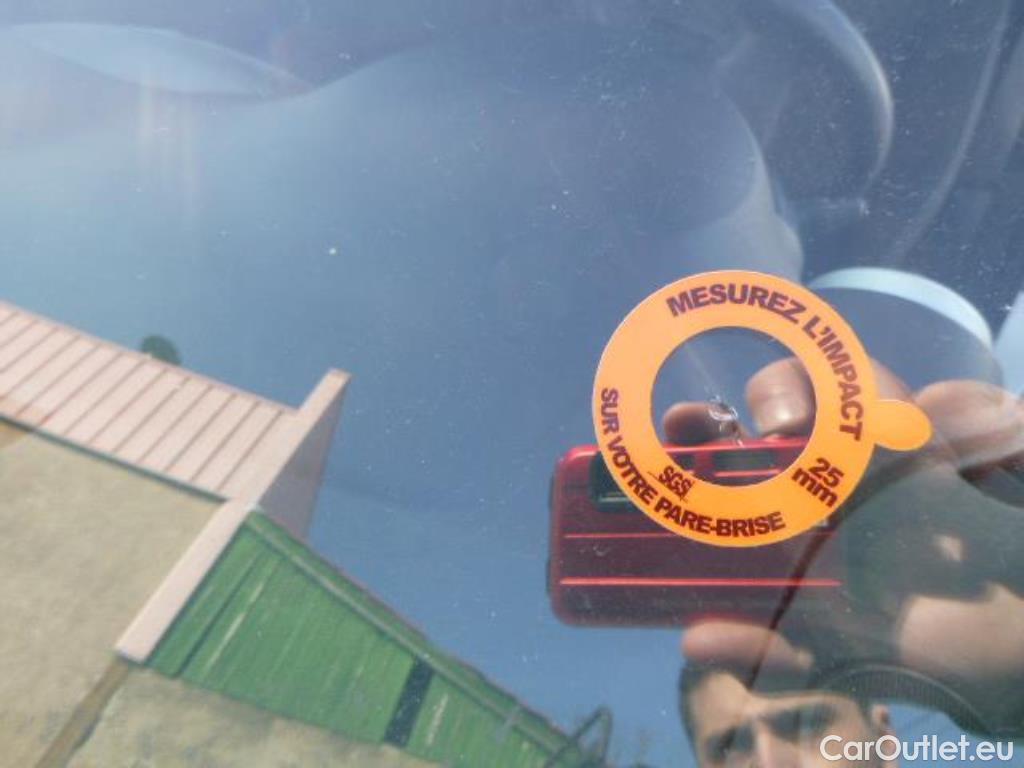 MESUREZ L'IMPACT
25
mm
SUR VOTRE PARE-BRISE
SGS
CarOutlet.eu